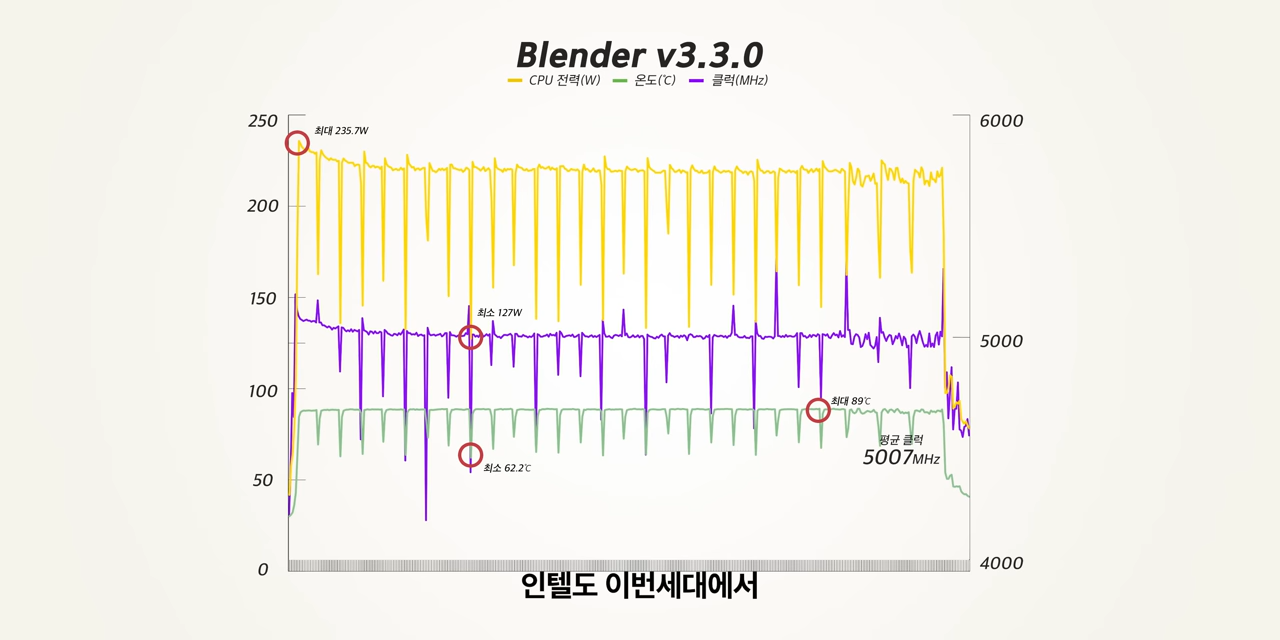 Blender v3.3.0
CPU 전력(W) 온도(℃) 클럭(MHz)
250
6000
최대 235.7W
200
150
최소 127W
5000
100
최대 89℃
평균 클럭
5007MHz
최소 62.2℃
50
0
4000
인텔도 이번세대에서